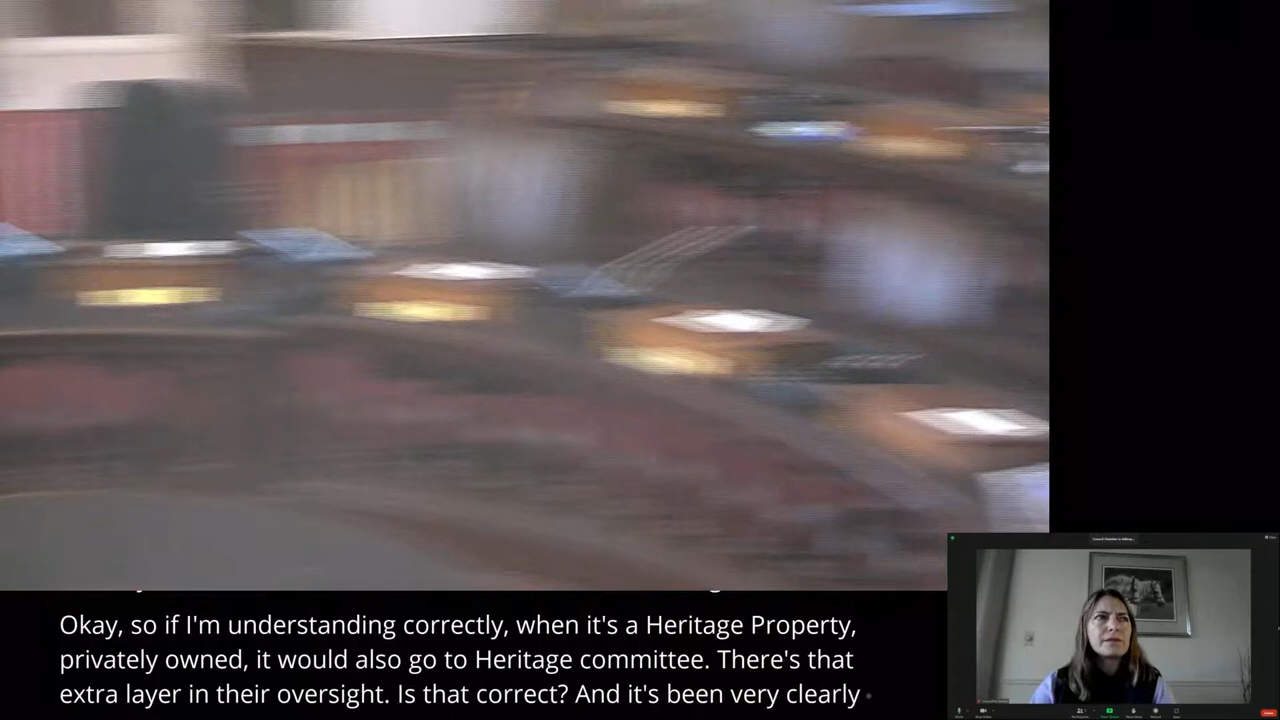 Okay, so if I'm understanding correctly, when it's a Heritage Property,
privately owned, it would also go to Heritage committee. There's that
extra layer in their oversight. Is that correct? And it's been very clearly